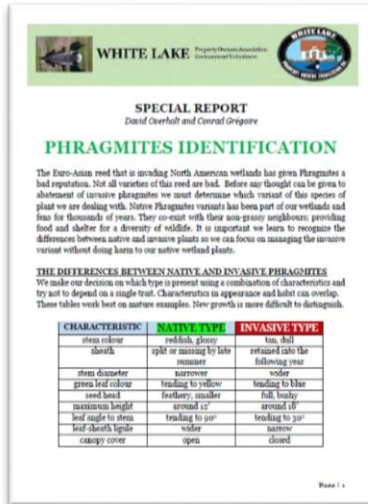 WHITE LAKE Property Owners Association
Environment Volunteers
WHITE LAKE
SPECIAL REPORT
David Overholt and Conrad Grégoire
PHRAGMITES IDENTIFICATION
The Euro-Asian reed that is invading North American wetlands has given Phragmites a
bad reputation. Not all varieties of this reed are bad. Before any thought can be given to
abatement of invasive phragmites we must determine which variant of this species of
plant we are dealing with. Native Phragmites variants has been part of our wetlands and
fens for thousands of years. They co-exist with their non-grassy neighbours; providing
food and shelter for a diversity of wildlife. It is important we learn to recognize the
differences between native and invasive plants so we can focus on managing the invasive
variant without doing harm to our native wetland plants.
THE DIFFERENCES BETWEEN NATIVE AND INVASIVE PHRAGMITES
We make our decision on which type is present using a combination of characteristics and
try not to depend on a single trait. Characteristics in appearance and habit can overlap.
These tables work best on mature examples. New growth is more difficult to distinguish.
CHARACTERISTIC NATIVE TYPE INVASIVE TYPE
stem colour reddish, glossy tan, dull
sheath split or missing by late retained into the
summer following year
stem diameter narrower wider
green leaf colour tending to yellow tending to blue
seed head feathery, smaller full, bushy
maximum height around 12' around 18'
leaf angle to stem tending to 90° tending to 30°
leaf-sheath ligule wider narrow
canopy cover open closed
Page | 1